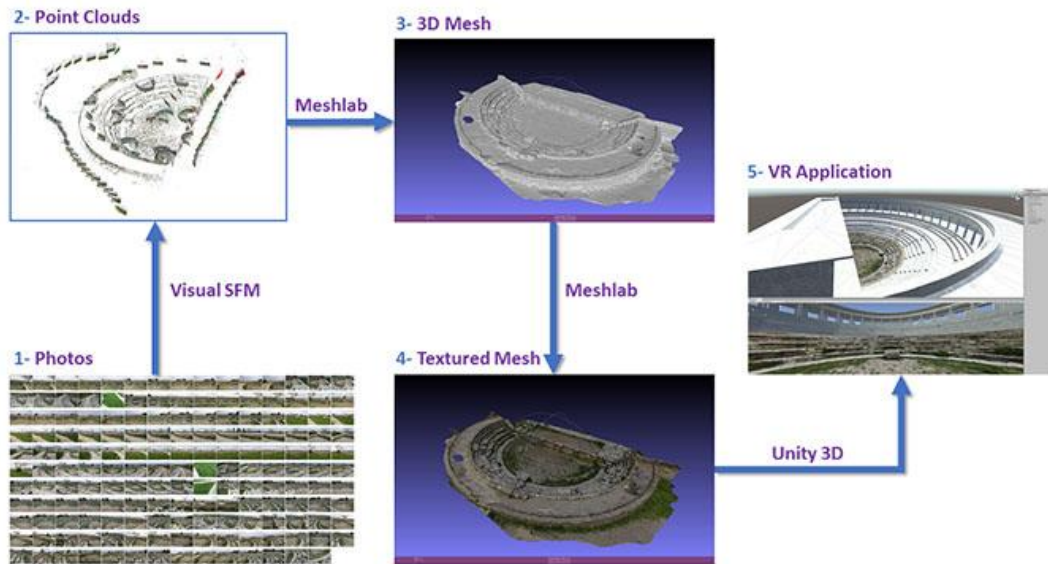 2- Point Clouds
3- 3D Mesh
Meshlab
5- VR Application
Visual SFM
Meshlab
1- Photos
4- Textured Mesh
Unity 3D